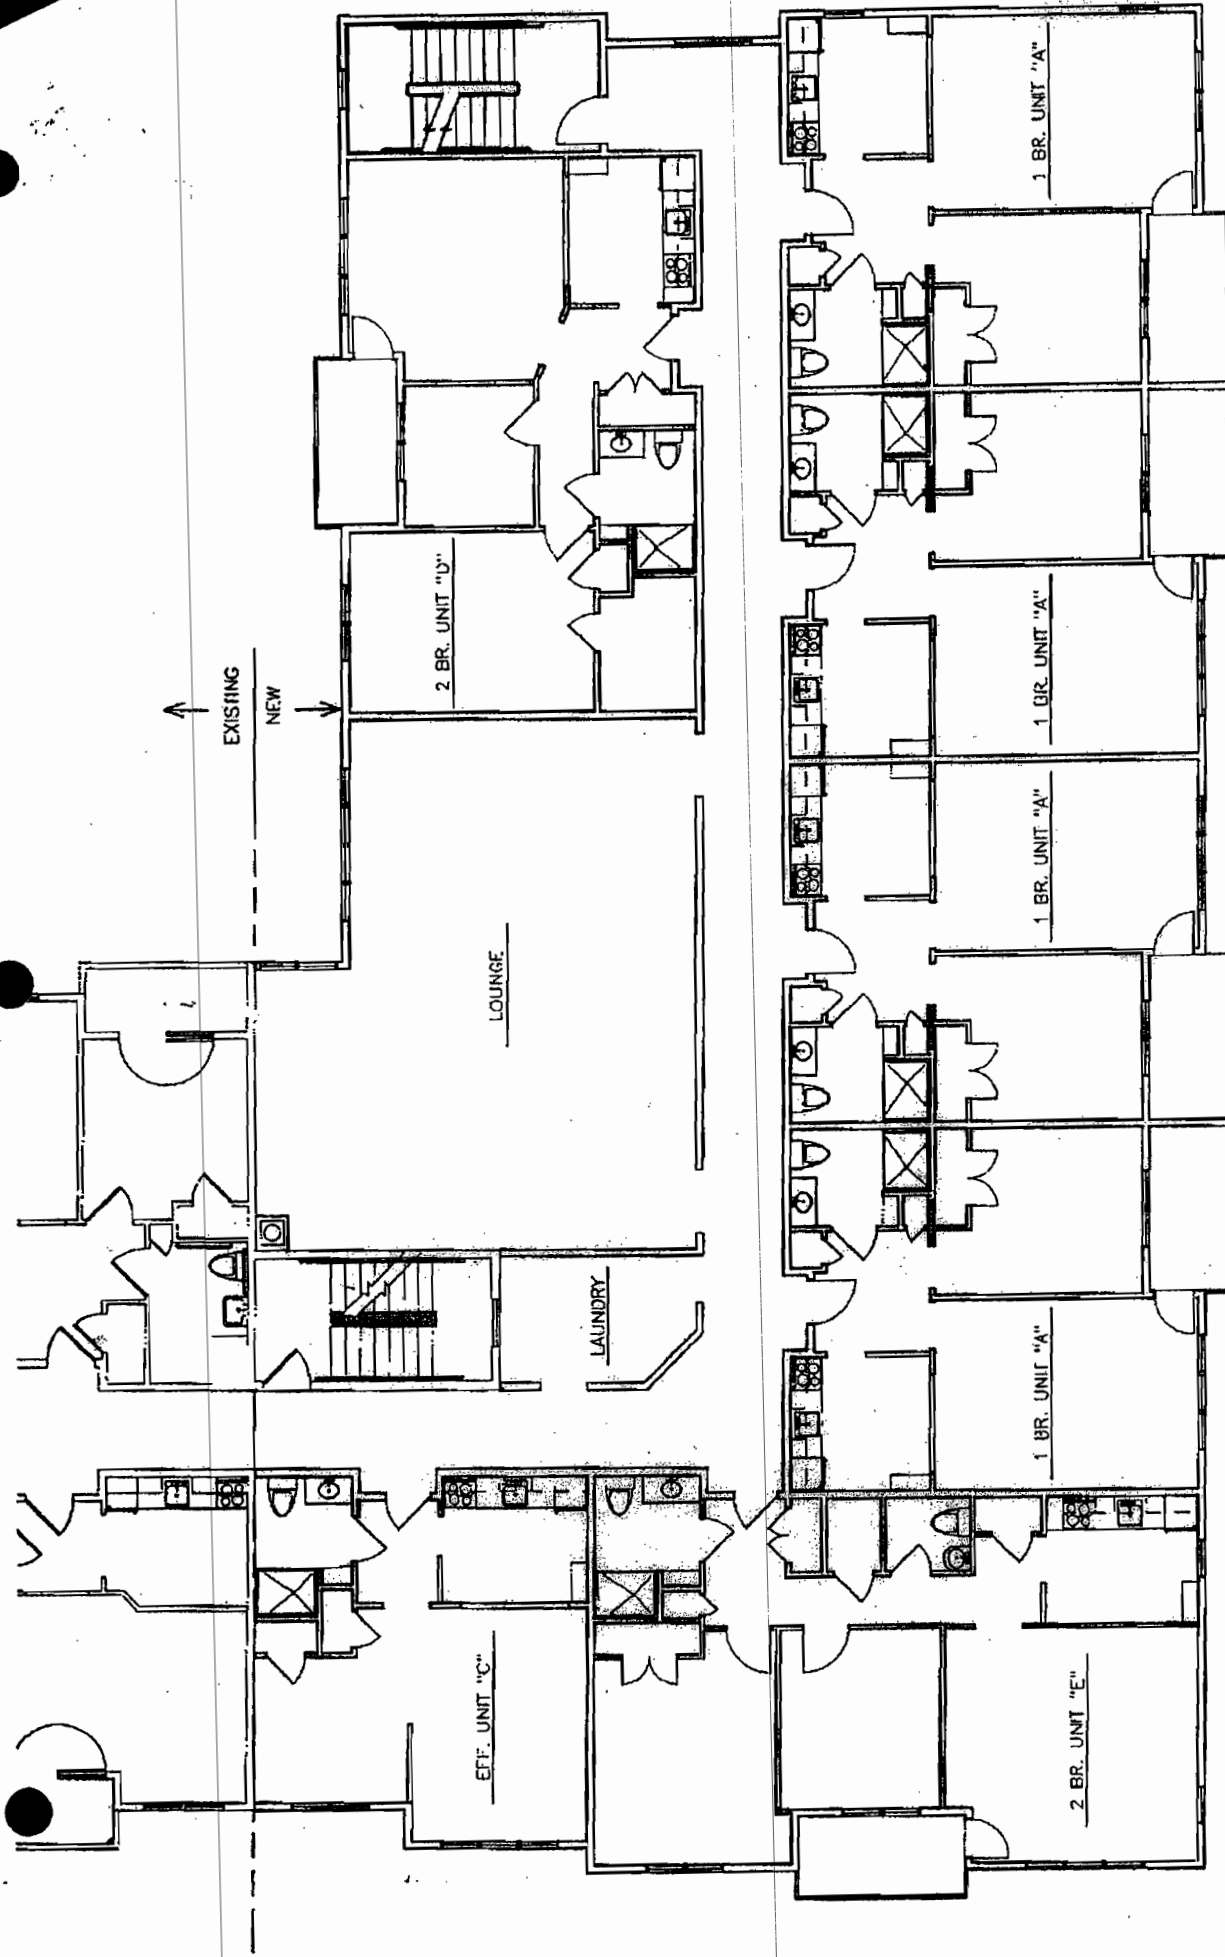 1 BR. UNIT "A"
2 BR. UNIT "D"
EXISTING
NEW
1 BR. UNIT "A"
1 BR. UNIT "A"
LOUNGE
LAUNDRY
1 BR. UNIT "A"
EFF. UNIT "C"
2 BR. UNIT "E"